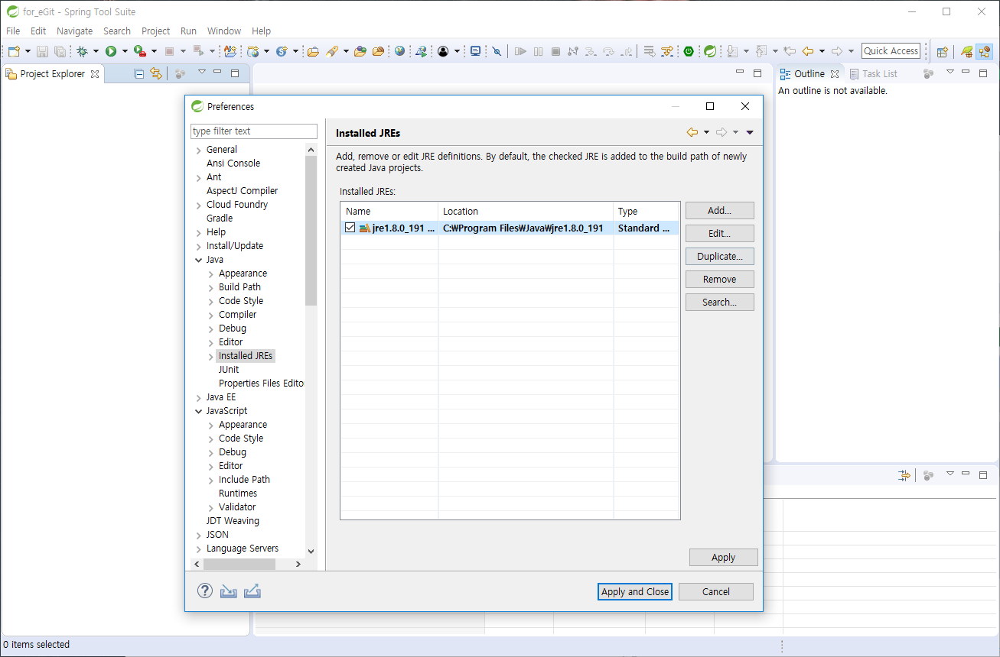 for_eGit - Spring Tool Suite
File Edit Navigate Search Project Run Window Help
Quick Access
Project Explorer
Outline Task List
An outline is not available.
Preferences
type filter text
General
Ansi Console
Ant
AspectJ Compiler
Cloud Foundry
Gradle
Help
Install/Update
Java
Appearance
Build Path
Code Style
Compiler
Debug
Editor
Installed JREs
JUnit
Properties Files Edito
Java EE
JavaScript
Appearance
Code Style
Debug
Editor
Include Path
Runtimes
Validator
JDT Weaving
JSON
Language Servers
Installed JREs
Add, remove or edit JRE definitions. By default, the checked JRE is added to the build path of newly
created Java projects.
Installed JREs:
Name Location Type
jre1.8.0_191 ... C:₩Program Files₩Java₩jre1.8.0_191 Standard ...
Add...
Edit...
Duplicate...
Remove
Search...
Apply
Apply and Close Cancel
0 items selected